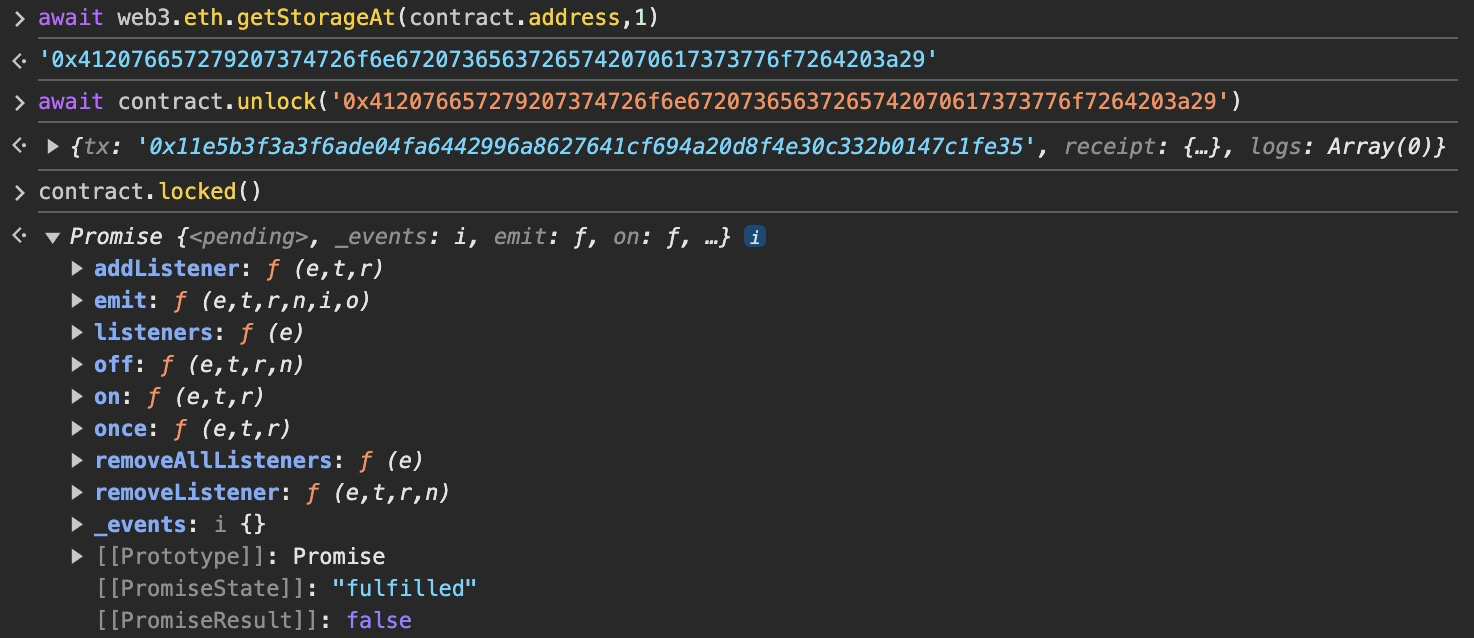 > await web3.eth.getStorageAt(contract.address,1)
'0x412076657279207374726f6e67207365637265742070617373776f7264203a29'
> await contract.unlock('0x412076657279207374726f6e67207365637265742070617373776f7264203a29')
▶ {tx: '0x11e5b3f3a3f6ade04fa6442996a8627641cf694a20d8f4e30c332b0147c1fe35', receipt: {…}, logs: Array(0)}
> contract.locked()
▼ Promise {<pending>, _events: i, emit: ƒ, on: ƒ, …} i
▶ addListener: ƒ (e,t,r)
▶ emit: ƒ (e,t,r,n,i,o)
▶ listeners: ƒ (e)
▶ off: ƒ (e,t,r,n)
▶ on: ƒ (e,t,r)
▶ once: ƒ (e,t,r)
▶ removeAllListeners: ƒ (e)
▶ removeListener: ƒ (e,t,r,n)
▶ _events: i {}
▶ [[Prototype]]: Promise
[[PromiseState]]: "fulfilled"
[[PromiseResult]]: false